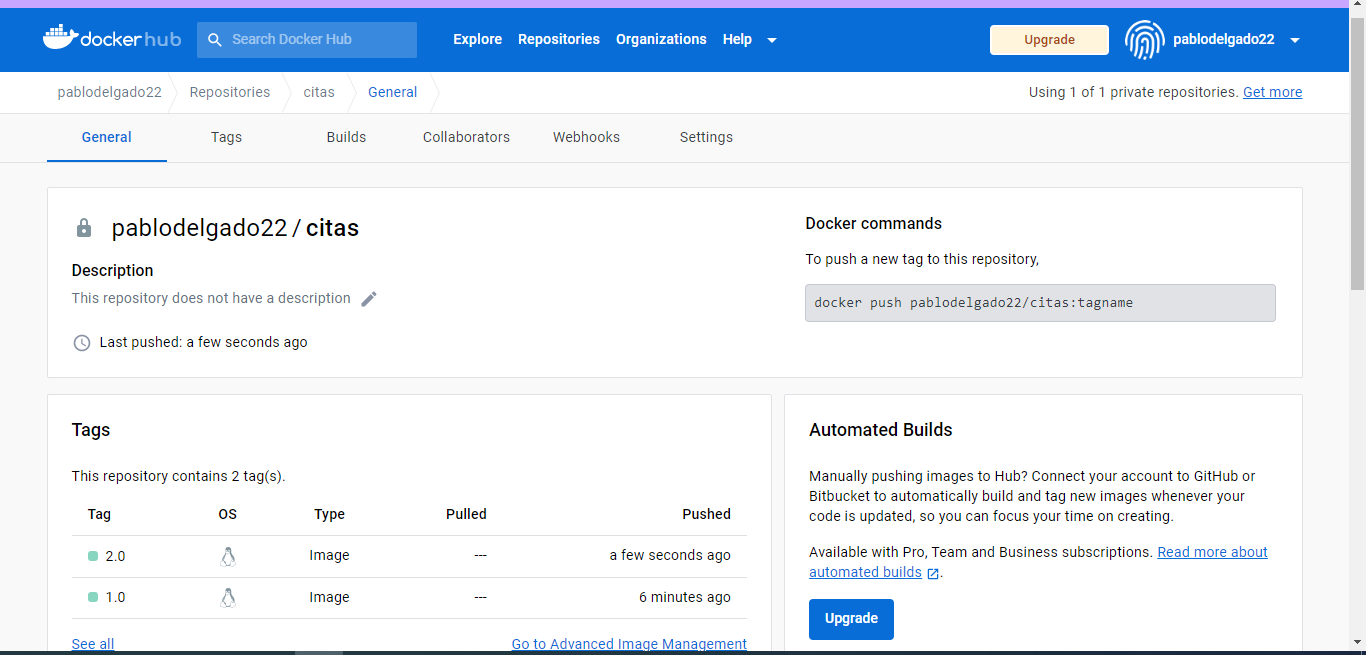 dockerhub Search Docker Hub Explore Repositories Organizations Help Upgrade pablodelgado22
pablodelgado22 Repositories citas General Using 1 of 1 private repositories. Get more
General Tags Builds Collaborators Webhooks Settings
pablodelgado22 / citas
Description
This repository does not have a description
Last pushed: a few seconds ago
Docker commands
To push a new tag to this repository,
docker push pablodelgado22/citas:tagname
Tags
This repository contains 2 tag(s).
Tag OS Type Pulled Pushed
2.0 Image --- a few seconds ago
1.0 Image --- 6 minutes ago
See all Go to Advanced Image Management
Automated Builds
Manually pushing images to Hub? Connect your account to GitHub or
Bitbucket to automatically build and tag new images whenever your
code is updated, so you can focus your time on creating.
Available with Pro, Team and Business subscriptions. Read more about
automated builds .
Upgrade